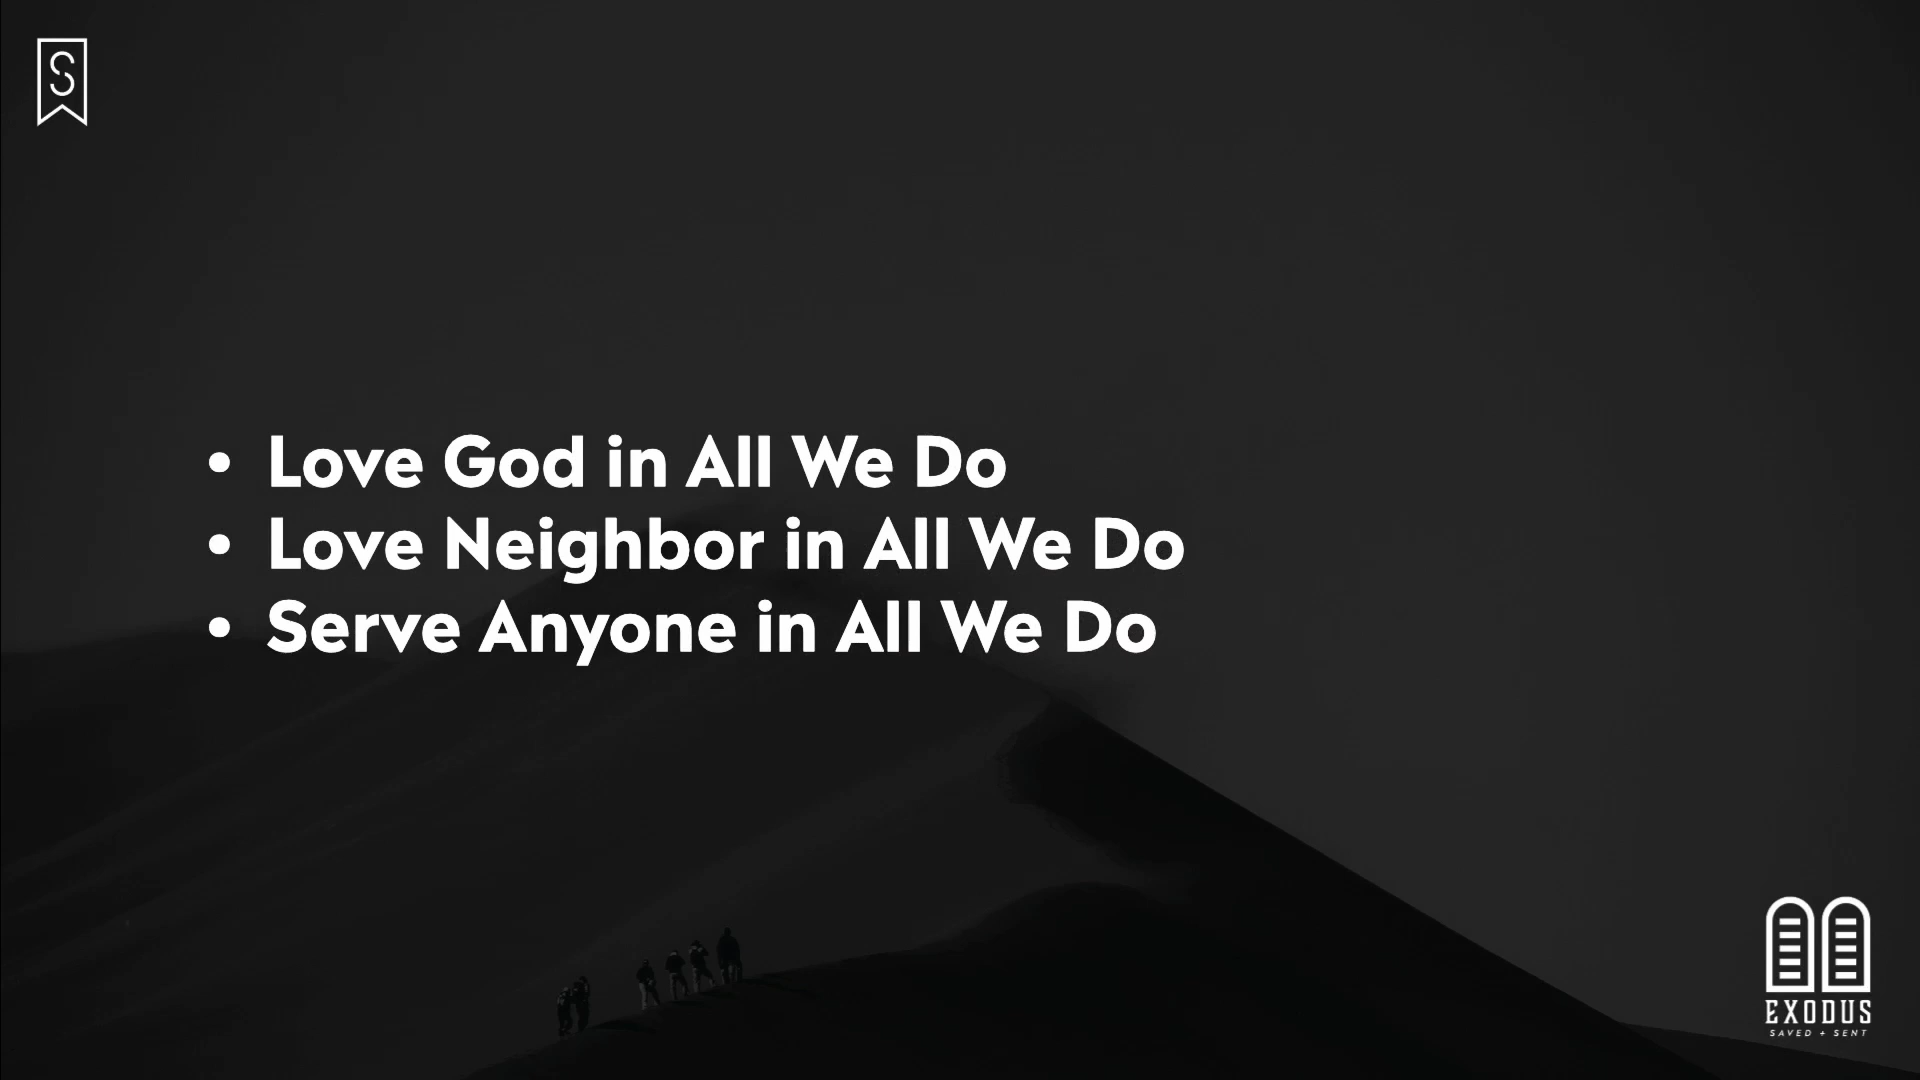 S
• Love God in All We Do
• Love Neighbor in All We Do
• Serve Anyone in All We Do
EXODUS
SAVED + SENT